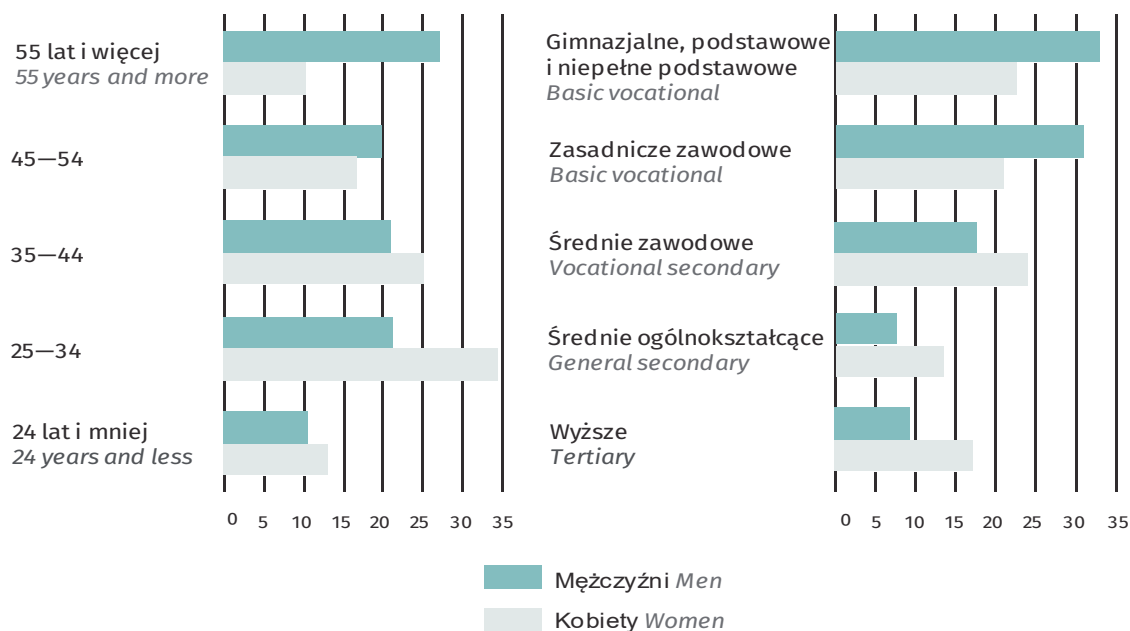 55 lat i więcej
55 years and more
45—54
35—44
25—34
24 lat i mniej
24 years and less
0 5 10 15 20 25 30 35
Gimnazjalne, podstawowe
i niepełne podstawowe
Basic vocational
Zasadnicze zawodowe
Basic vocational
Średnie zawodowe
Vocational secondary
Średnie ogólnokształcące
General secondary
Wyższe
Tertiary
0 5 10 15 20 25 30 35
Mężczyźni Men
Kobiety Women